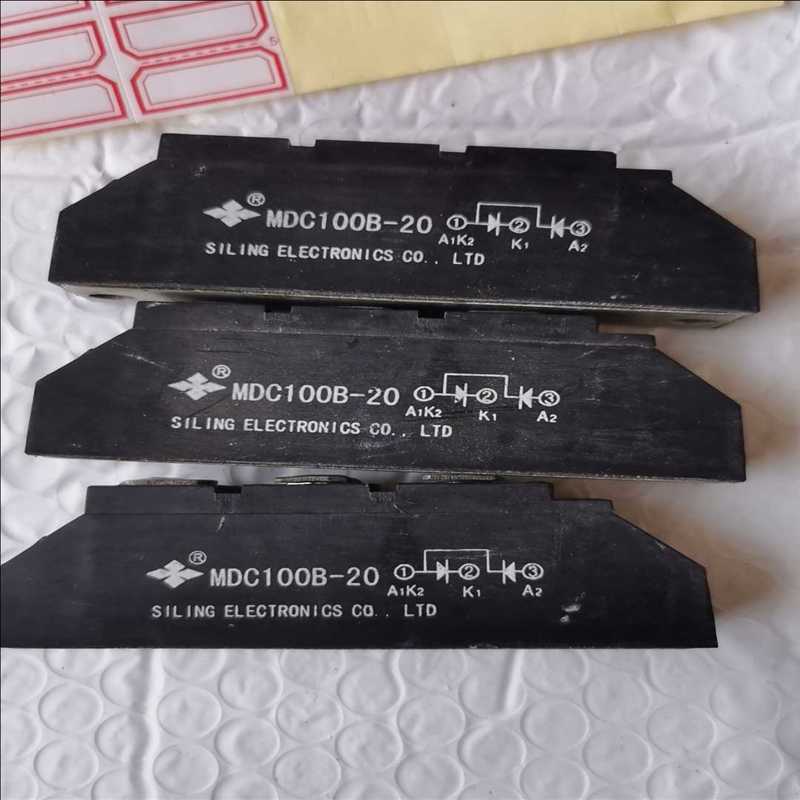 5
® MDC100B-20 ① ② ③
A1K2 K1 A2
SILING ELECTRONICS CO., LTD
® MDC100B-20 ① ② ③
A1K2 K1 A2
SILING ELECTRONICS CO., LTD
® MDC100B-20 ① ② ③
A1K2 K1 A2
SILING ELECTRONICS CO., LTD